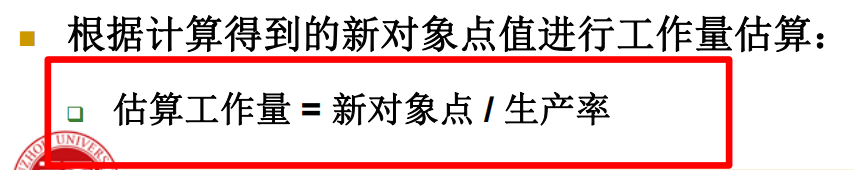 根据计算得到的新对象点值进行工作量估算：
估算工作量 = 新对象点 / 生产率
UNIVER